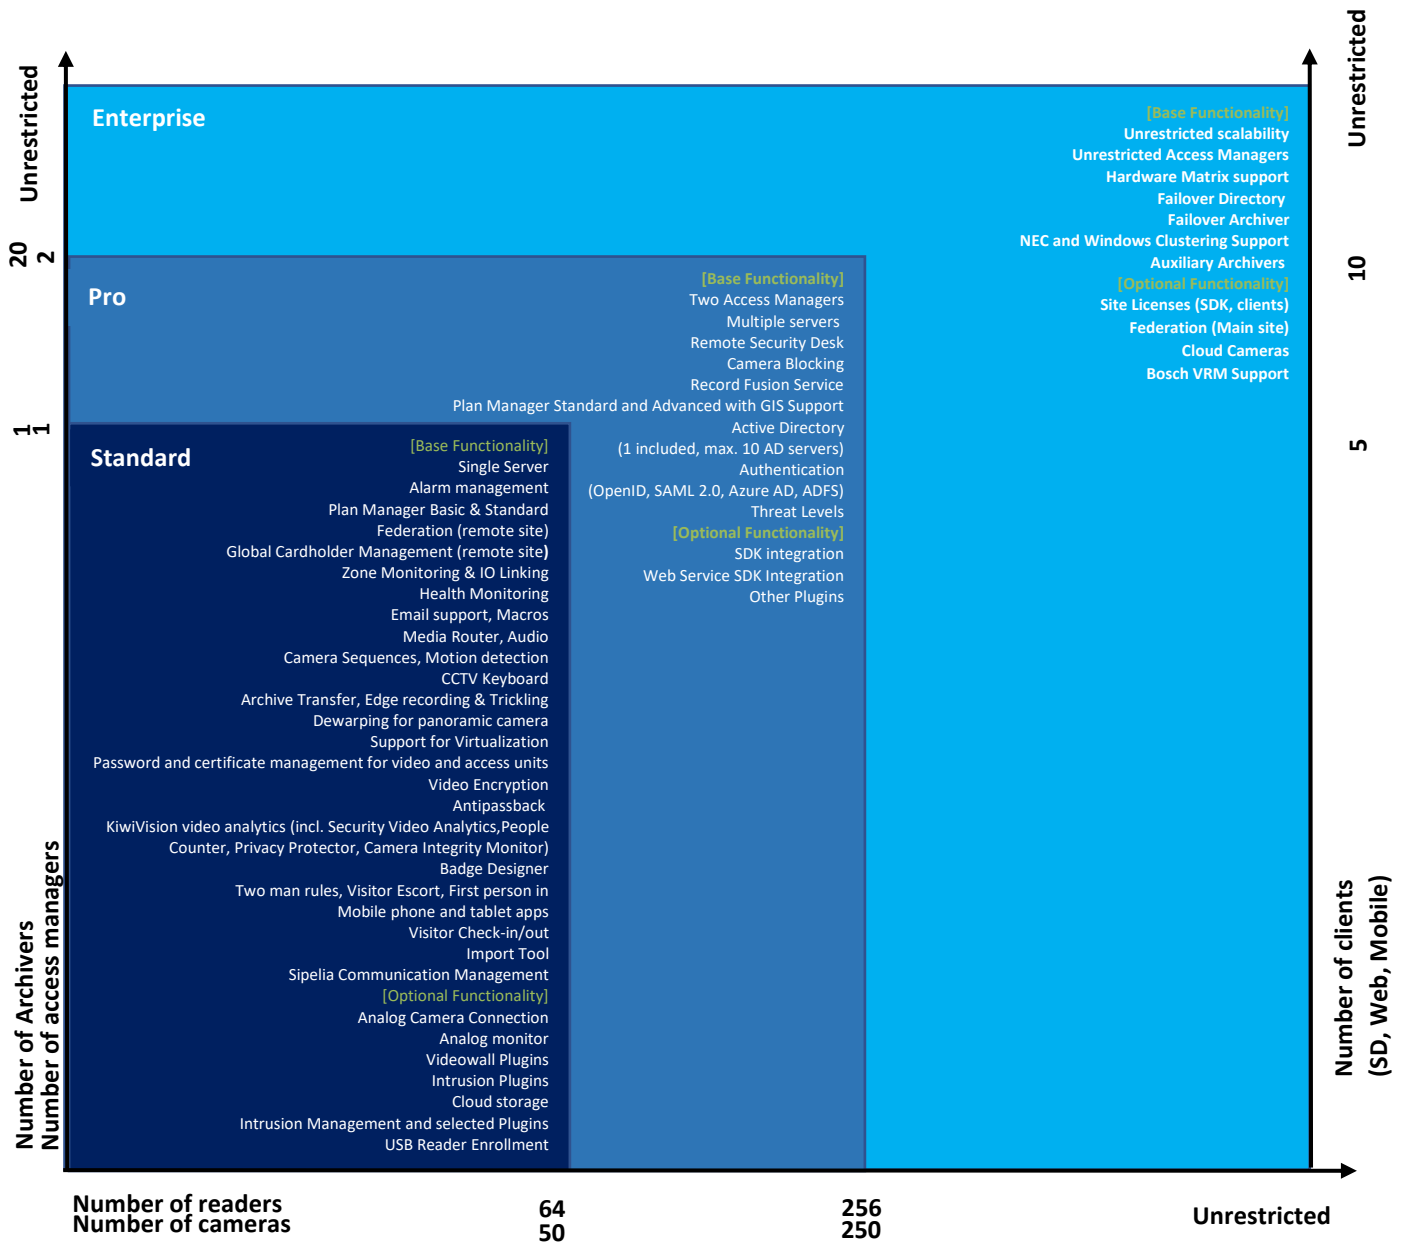 Unrestricted
20
2
1
1
Number of Archivers
Number of access managers
Enterprise
[Base Functionality]
Unrestricted scalability
Unrestricted Access Managers
Hardware Matrix support
Failover Directory
Failover Archiver
NEC and Windows Clustering Support
Auxiliary Archivers
[Optional Functionality]
Site Licenses (SDK, clients)
Federation (Main site)
Cloud Cameras
Bosch VRM Support
Pro
[Base Functionality]
Two Access Managers
Multiple servers
Remote Security Desk
Camera Blocking
Record Fusion Service
Plan Manager Standard and Advanced with GIS Support
Active Directory
(1 included, max. 10 AD servers)
Authentication
(OpenID, SAML 2.0, Azure AD, ADFS)
Threat Levels
[Optional Functionality]
SDK integration
Web Service SDK Integration
Other Plugins
Standard
[Base Functionality]
Single Server
Alarm management
Plan Manager Basic & Standard
Federation (remote site)
Global Cardholder Management (remote site)
Zone Monitoring & IO Linking
Health Monitoring
Email support, Macros
Media Router, Audio
Camera Sequences, Motion detection
CCTV Keyboard
Archive Transfer, Edge recording & Trickling
Dewarping for panoramic camera
Support for Virtualization
Password and certificate management for video and access units
Video Encryption
Antipassback
KiwiVision video analytics (incl. Security Video Analytics,People
Counter, Privacy Protector, Camera Integrity Monitor)
Badge Designer
Two man rules, Visitor Escort, First person in
Mobile phone and tablet apps
Visitor Check-in/out
Import Tool
Sipelia Communication Management
[Optional Functionality]
Analog Camera Connection
Analog monitor
Videowall Plugins
Intrusion Plugins
Cloud storage
Intrusion Management and selected Plugins
USB Reader Enrollment
Unrestricted
10
5
Number of clients
(SD, Web, Mobile)
Number of readers
Number of cameras
64
50
256
250
Unrestricted